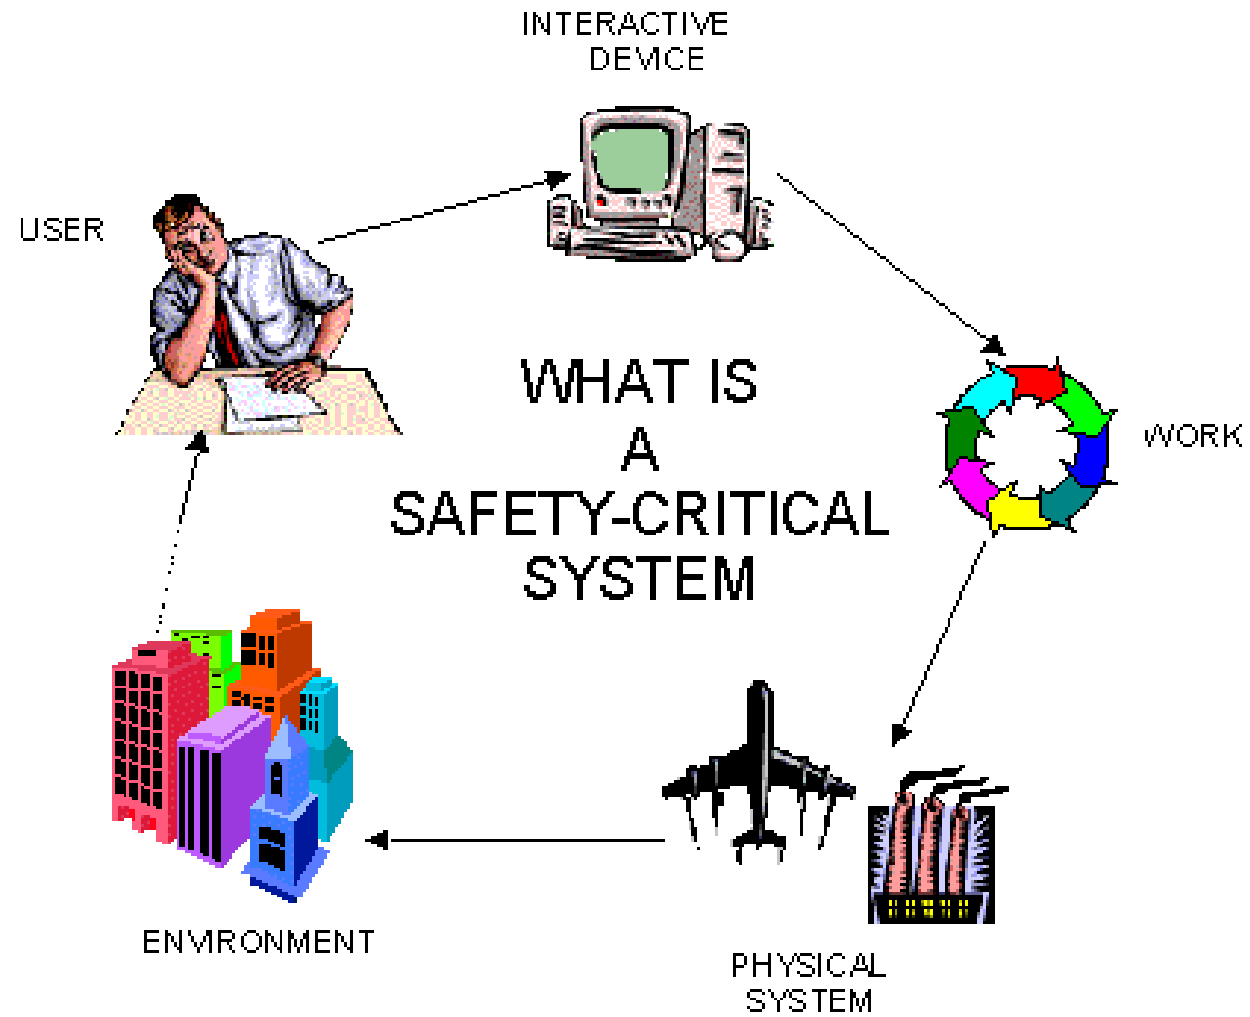 INTERACTIVE
DEVICE
USER
WHAT IS
A
SAFETY-CRITICAL
SYSTEM
WORK
ENVIRONMENT
PHYSICAL
SYSTEM